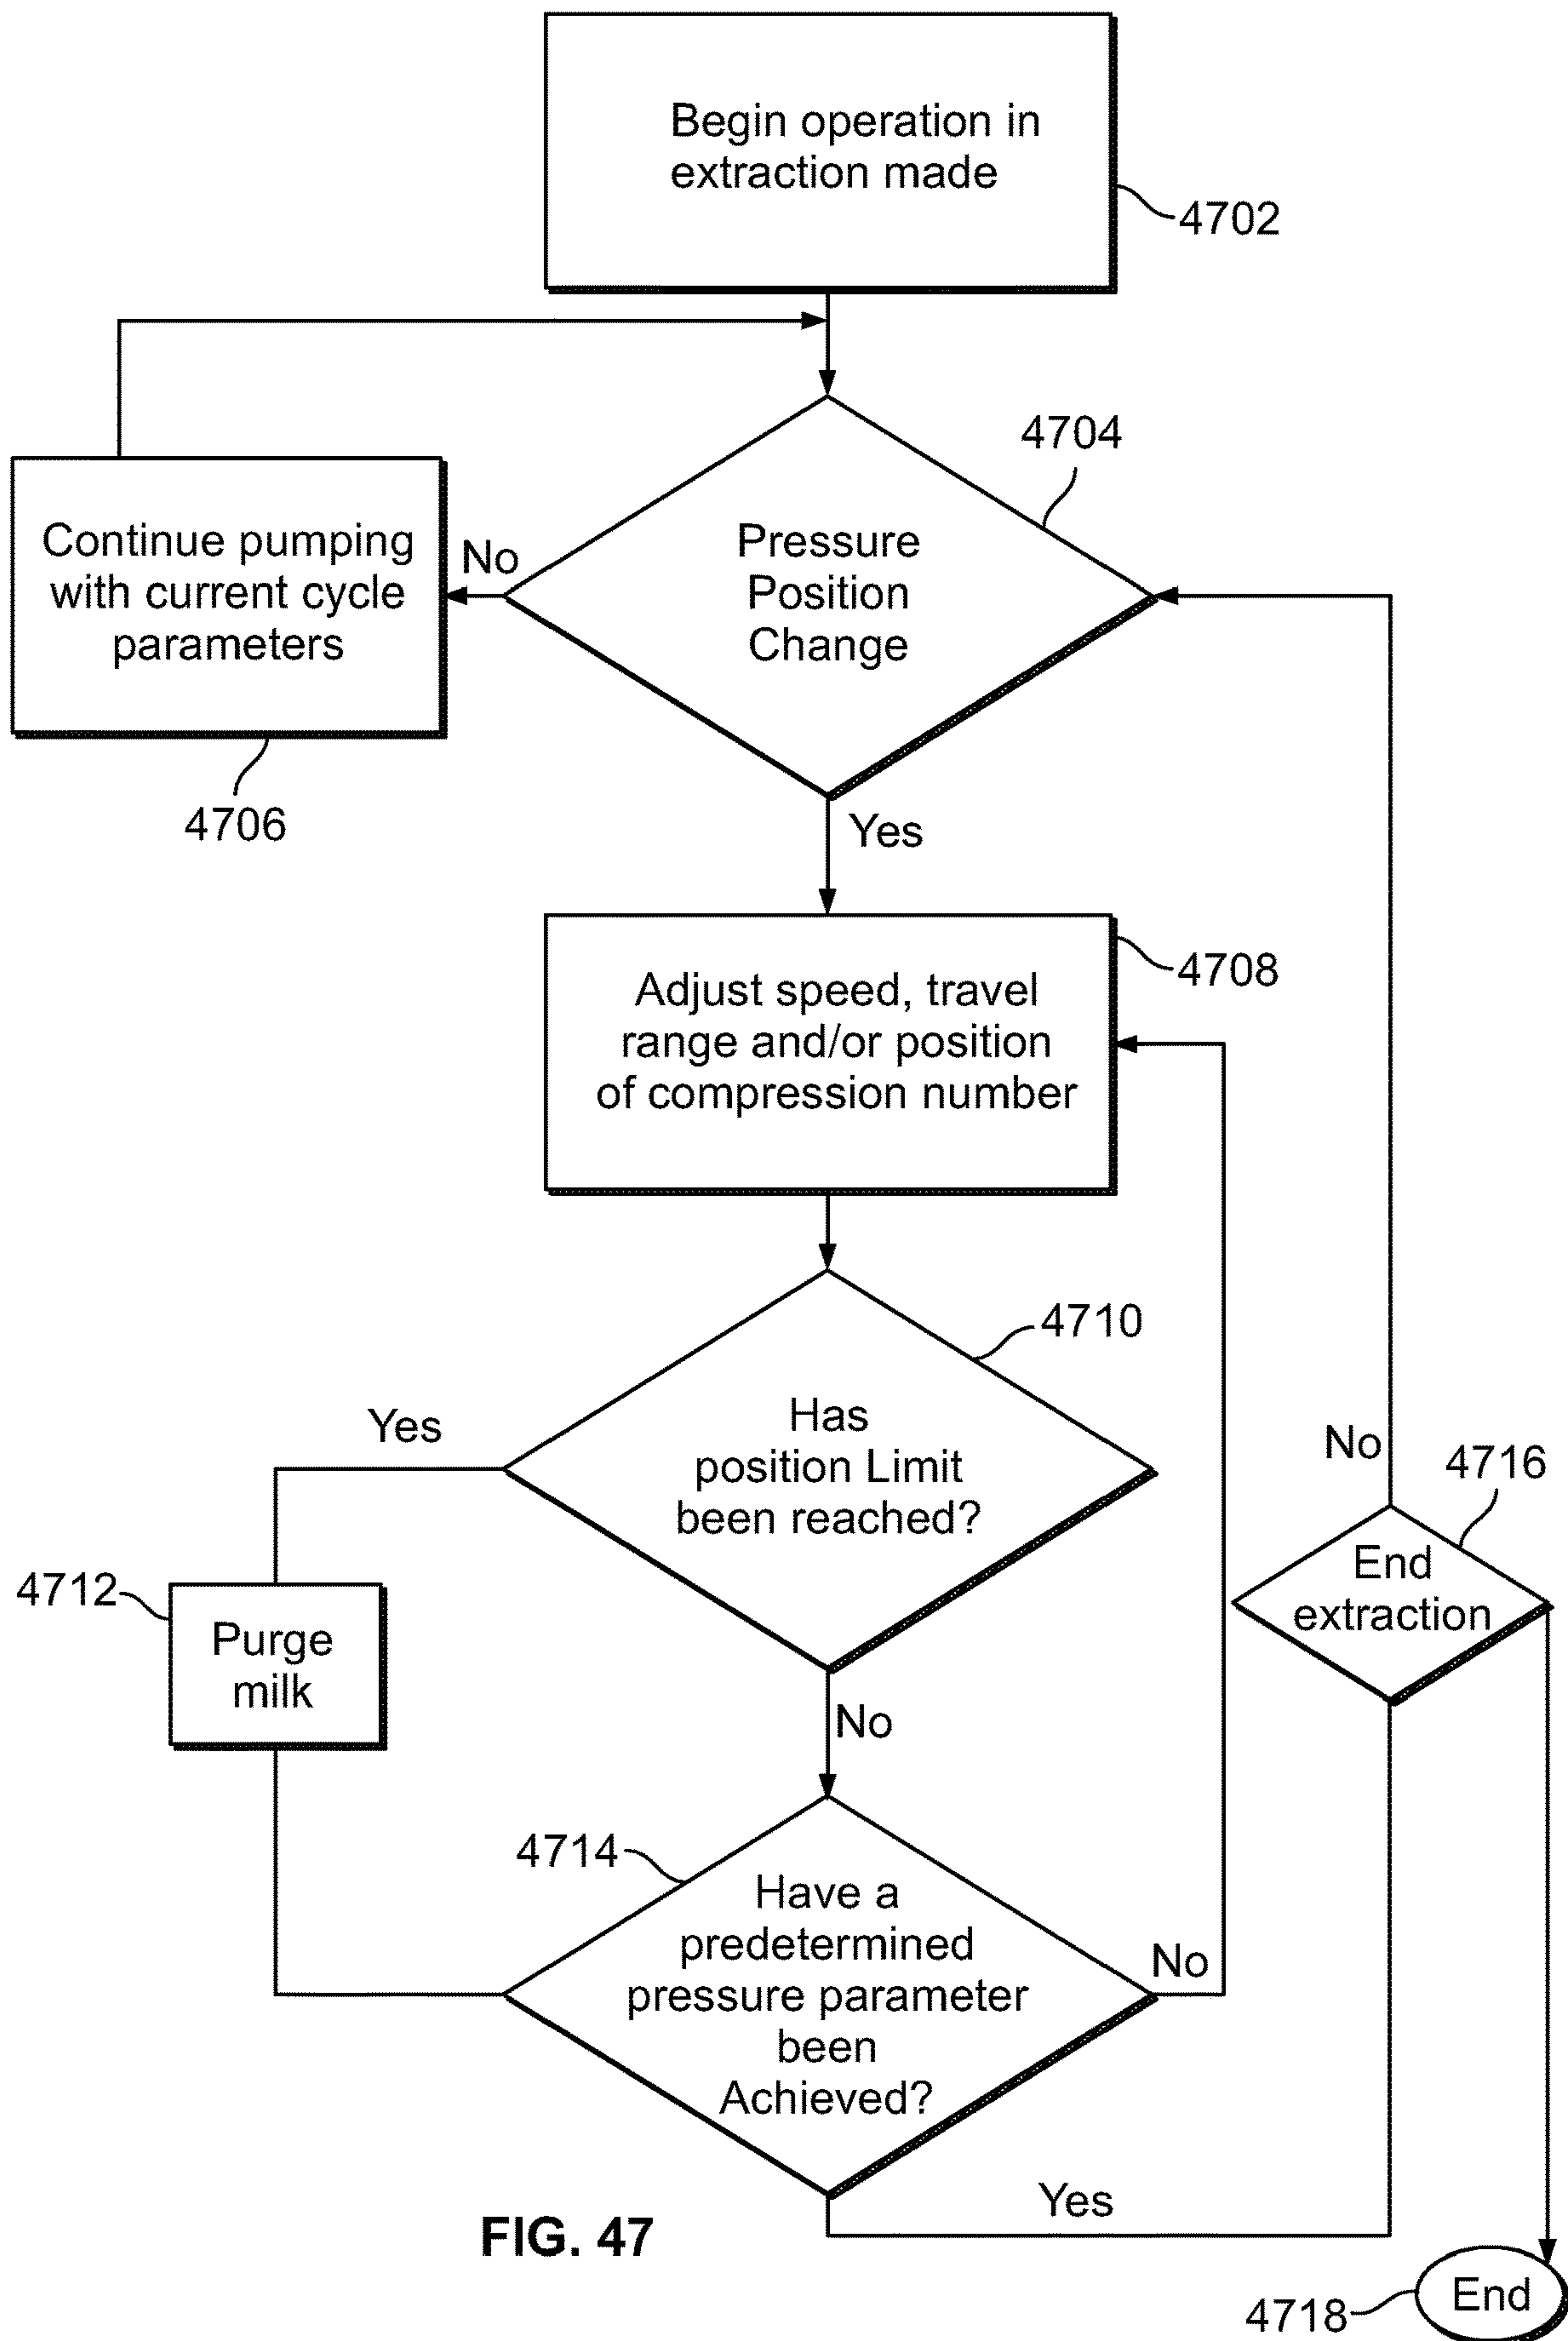 Begin operation in
extraction made
4702
4704
Pressure
Position
Change
No
Continue pumping
with current cycle
parameters
4706
Yes
4708
Adjust speed, travel
range and/or position
of compression number
4710
Has
position Limit
been reached?
Yes
4712
Purge
milk
No
4714
Have a
predetermined
pressure parameter
been
Achieved?
No
Yes
No
4716
End
extraction
End
4718
FIG. 47